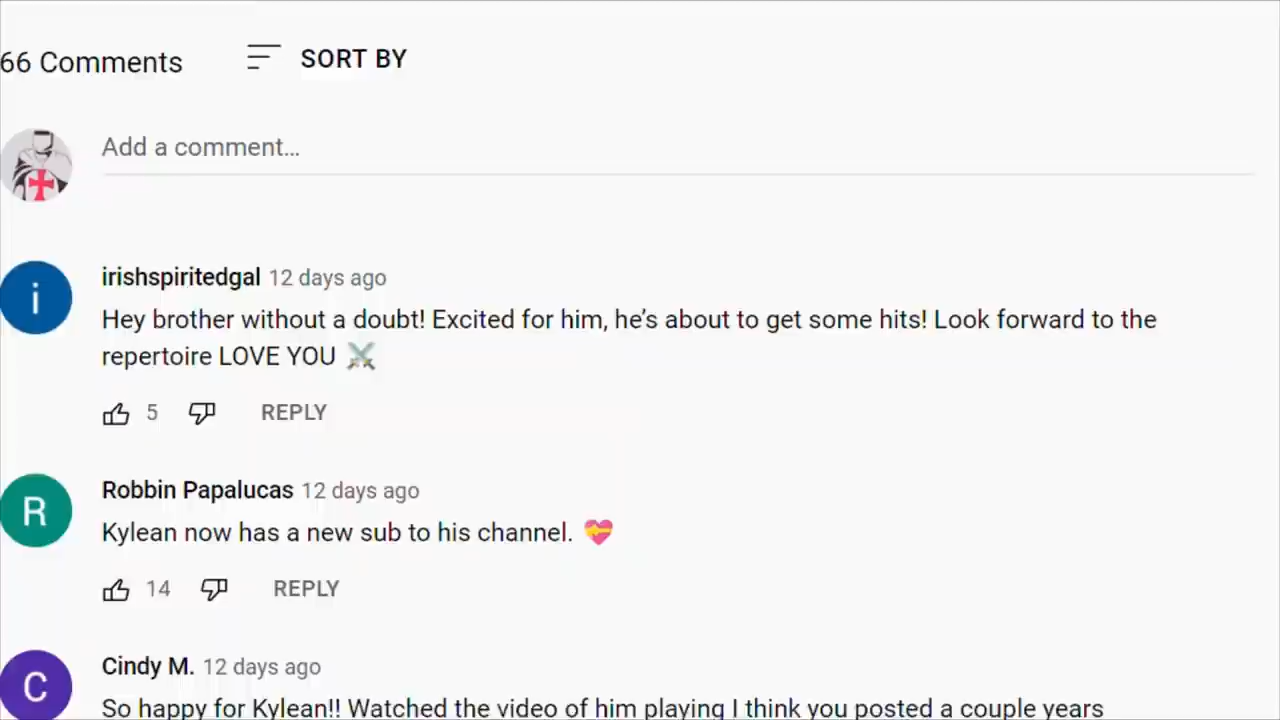 66 Comments SORT BY
Add a comment...
i
irishspiritedgal 12 days ago
Hey brother without a doubt! Excited for him, he's about to get some hits! Look forward to the
repertoire LOVE YOU ⚔️
5 REPLY
R
Robbin Papalucas 12 days ago
Kylean now has a new sub to his channel. 💝
14 REPLY
C
Cindy M. 12 days ago
So happy for Kylean!! Watched the video of him playing I think you posted a couple years